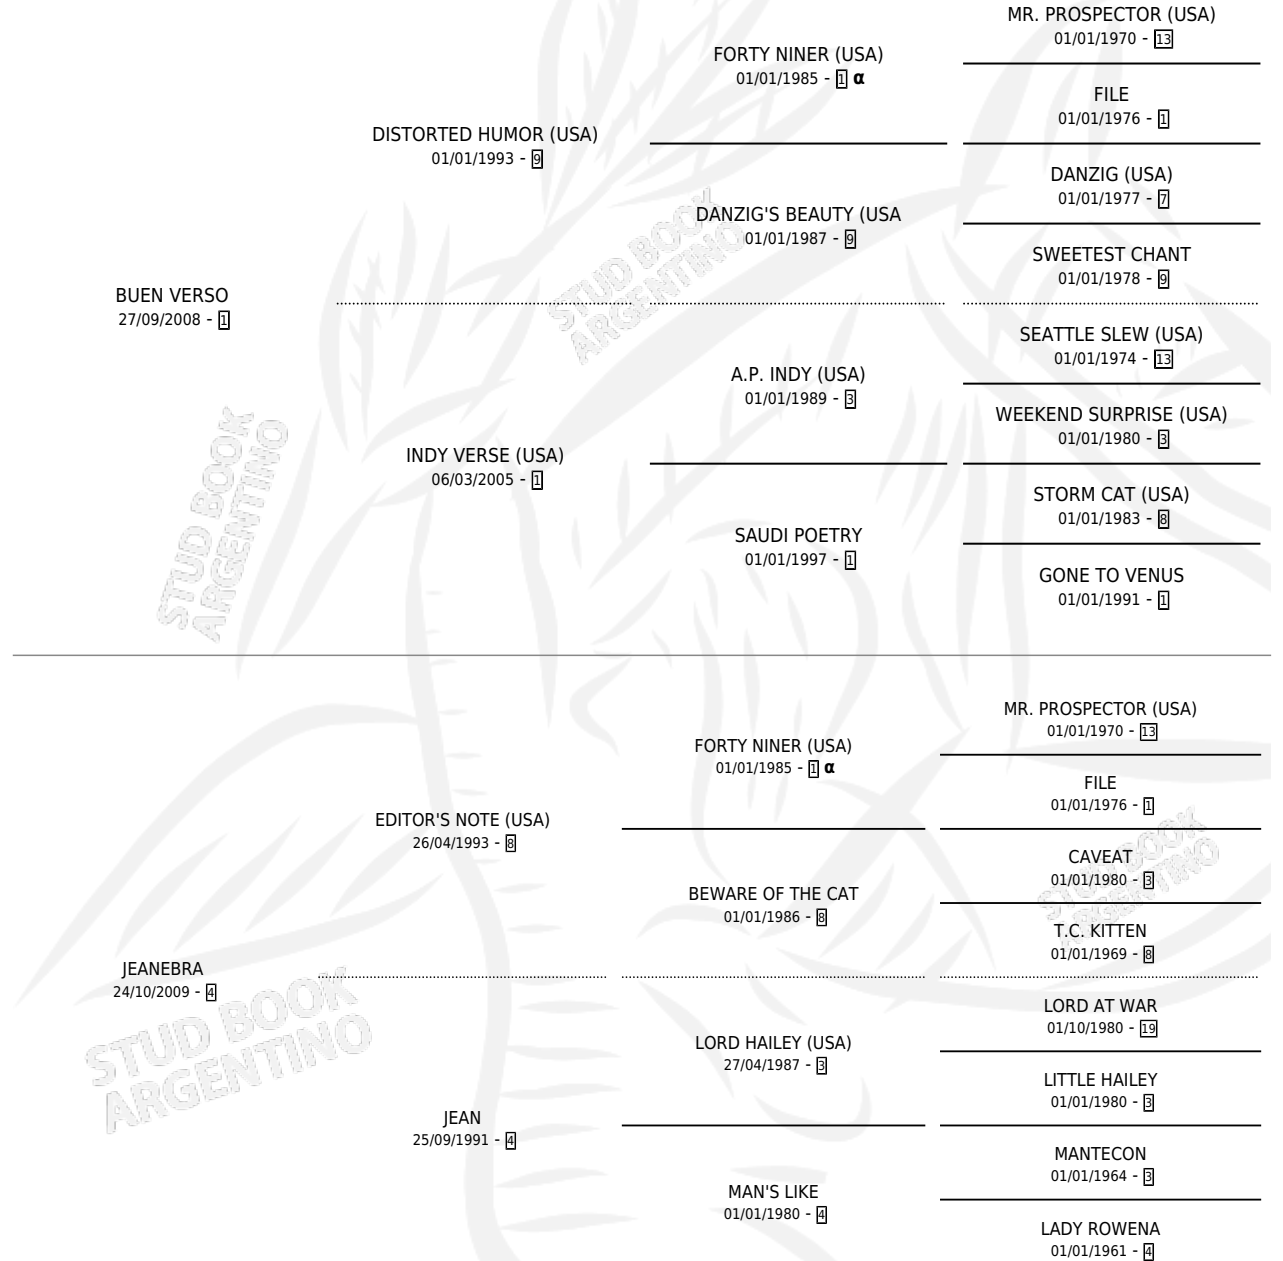 MR. PROSPECTOR (USA)
01/01/1970 - 13
FORTY NINER (USA)
01/01/1985 - 1 α
FILE
01/01/1976 - 1
DISTORTED HUMOR (USA)
01/01/1993 - 9
DANZIG (USA)
01/01/1977 - 7
DANZIG'S BEAUTY (USA
01/01/1987 - 9
SWEETEST CHANT
01/01/1978 - 9
BUEN VERSO
27/09/2008 - 1
SEATTLE SLEW (USA)
01/01/1974 - 13
A.P. INDY (USA)
01/01/1989 - 3
WEEKEND SURPRISE (USA)
01/01/1980 - 3
INDY VERSE (USA)
06/03/2005 - 1
STORM CAT (USA)
01/01/1983 - 8
SAUDI POETRY
01/01/1997 - 1
GONE TO VENUS
01/01/1991 - 1
STUD BOOK
ARGENTINO
STUD BOOK
ARGENTINO
MR. PROSPECTOR (USA)
01/01/1970 - 13
FORTY NINER (USA)
01/01/1985 - 1 α
FILE
01/01/1976 - 1
EDITOR'S NOTE (USA)
26/04/1993 - 8
CAVEAT
01/01/1980 - 3
BEWARE OF THE CAT
01/01/1986 - 8
T.C. KITTEN
01/01/1969 - 8
JEANEBRA
24/10/2009 - 4
LORD AT WAR
01/10/1980 - 19
LORD HAILEY (USA)
27/04/1987 - 3
LITTLE HAILEY
01/01/1980 - 3
JEAN
25/09/1991 - 4
MANTECON
01/01/1964 - 3
MAN'S LIKE
01/01/1980 - 4
LADY ROWENA
01/01/1961 - 4
STUD BOOK
ARGENTINO
STUD BOOK
ARGENTINO